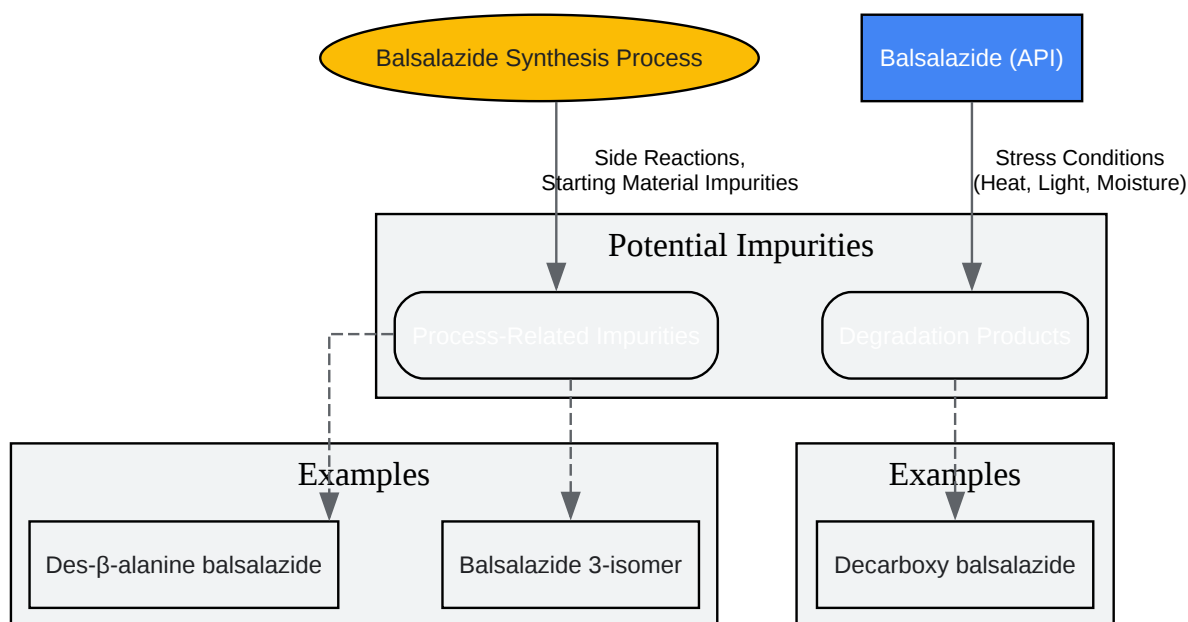 Balsalazide Synthesis Process
Balsalazide (API)
Side Reactions,
Starting Material Impurities
Stress Conditions
(Heat, Light, Moisture)
Potential Impurities
Process-Related Impurities
Degradation Products
Examples
Examples
Des-β-alanine balsalazide
Balsalazide 3-isomer
Decarboxy balsalazide